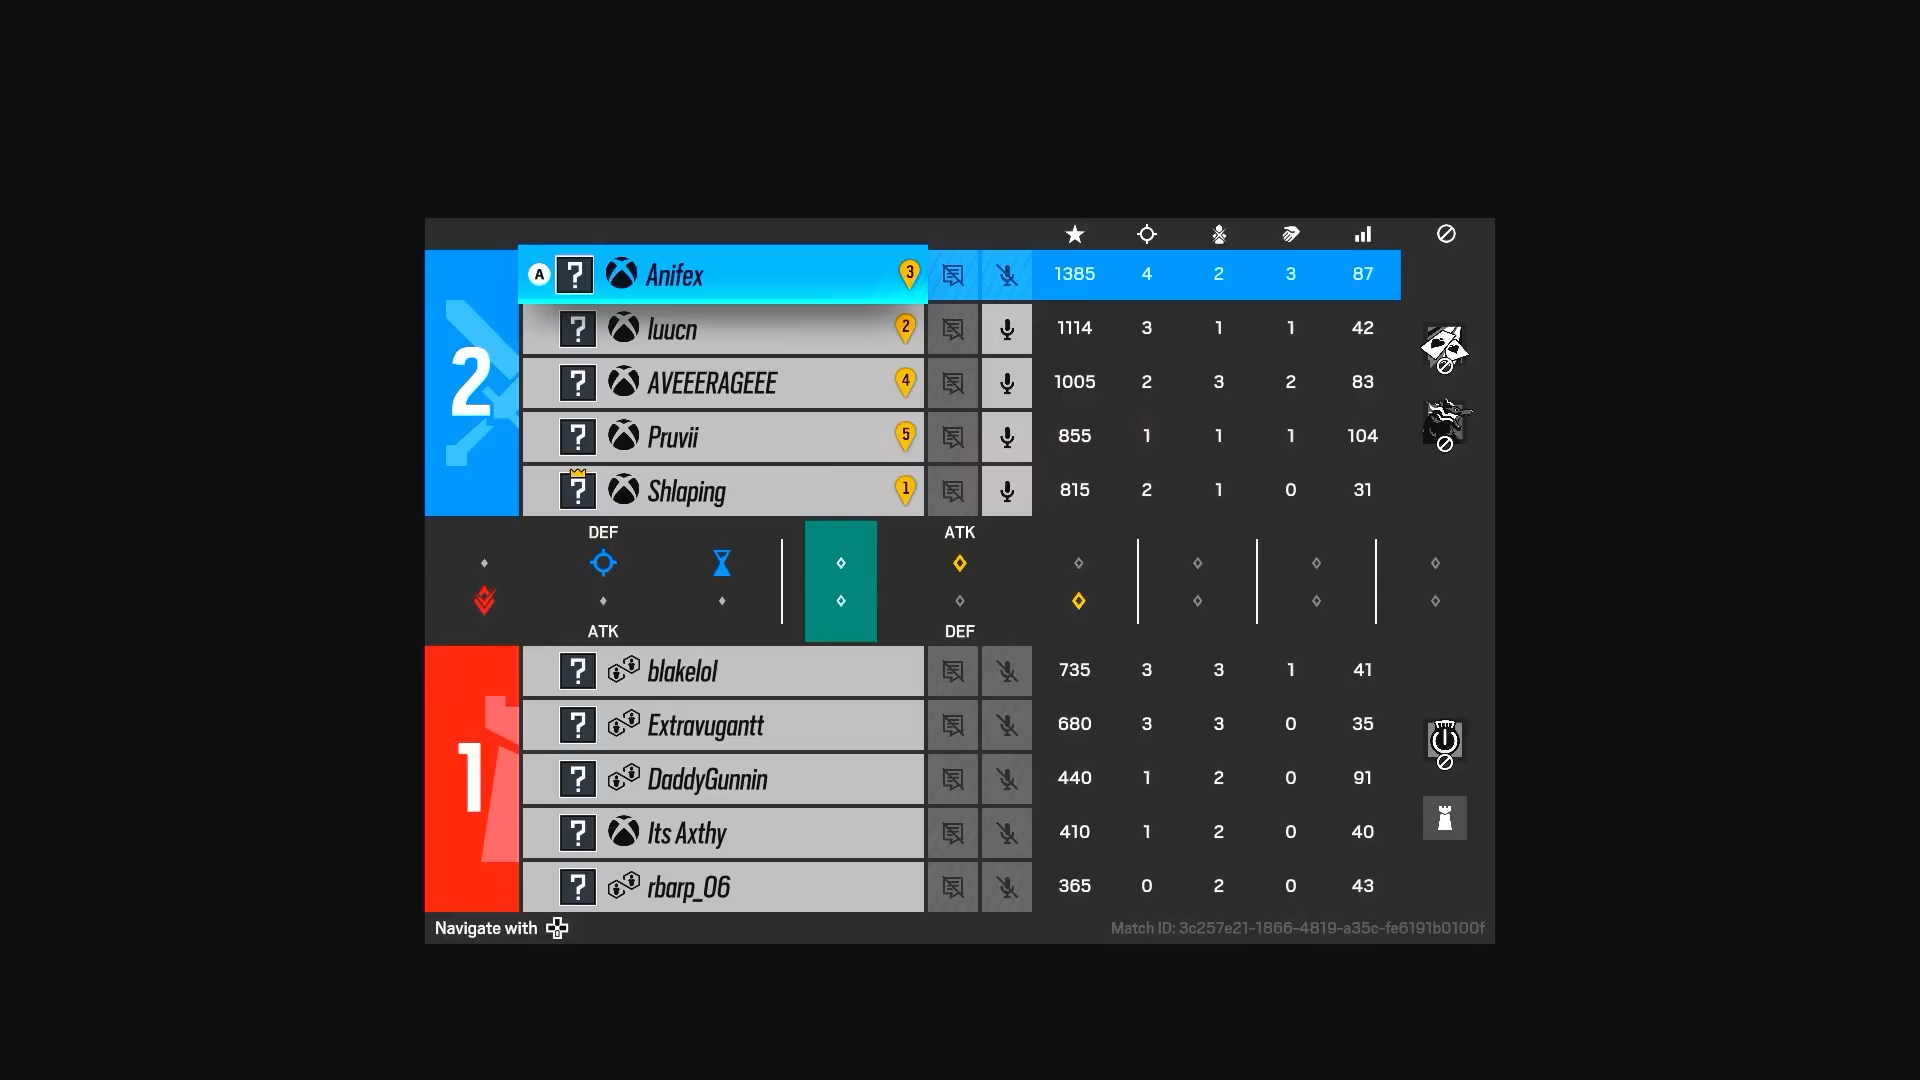 A ? Anifex 3 1385 4 2 3 87
2
? luucn 2 1114 3 1 1 42
? AVEEERAGEEE 4 1005 2 3 2 83
? Pruvii 5 855 1 1 1 104
? Shlaping 1 815 2 1 0 31
DEF ATK
ATK DEF
1
? blakelol 735 3 3 1 41
? Extravugantt 680 3 3 0 35
? DaddyGunnin 440 1 2 0 91
? Its Axthy 410 1 2 0 40
? rbarp_06 365 0 2 0 43
Navigate with Match ID: 3c257e21-1866-4819-a35c-fe6191b0100f